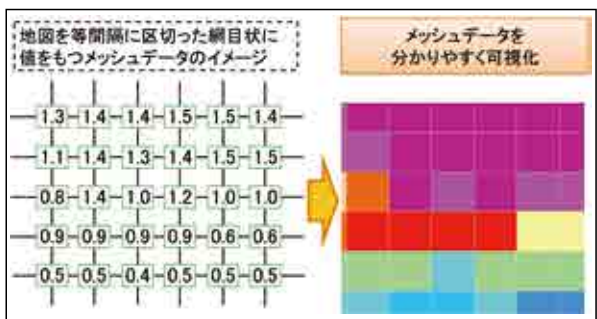 地図を等間隔に区切った網目状に
値をもつメッシュデータのイメージ
メッシュデータを
分かりやすく可視化
1.3 1.4 1.4 1.5 1.5 1.4
1.1 1.4 1.3 1.4 1.5 1.5
0.8 1.4 1.0 1.2 1.0 1.0
0.9 0.9 0.9 0.9 0.6 0.6
0.5 0.5 0.4 0.5 0.5 0.5